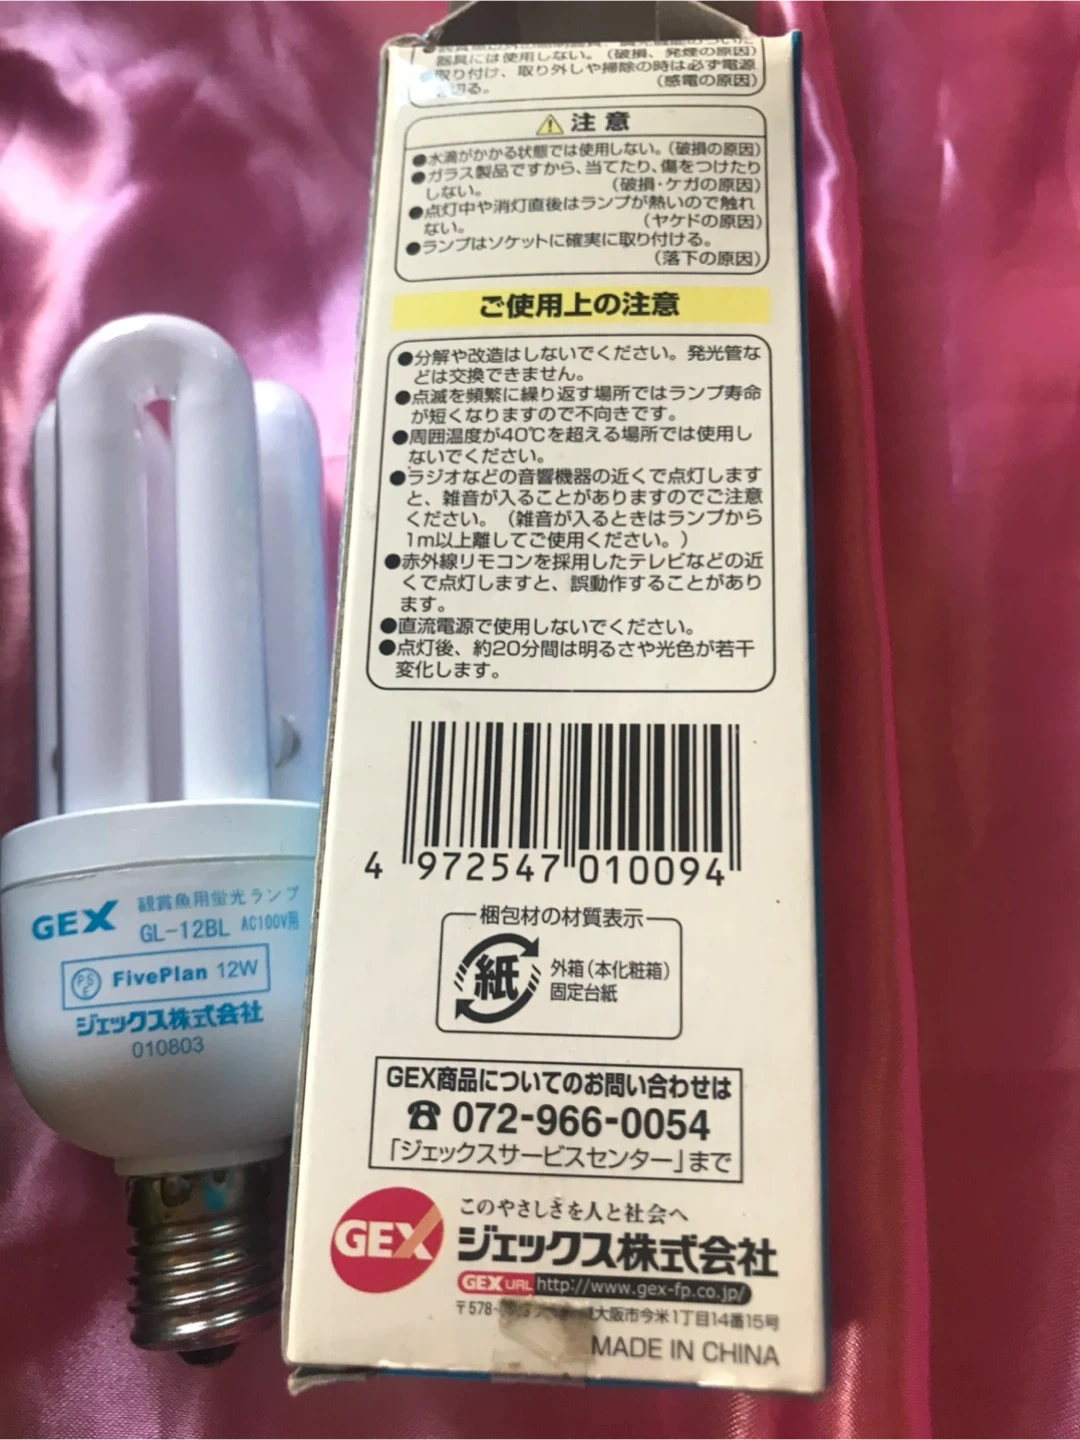 器具には使用しない。（破損、発煙の原因）
●取り付け、取り外しや掃除の時は必ず電源
切る。（感電の原因）
⚠注意
●水滴がかかる状態では使用しない。（破損の原因）
●ガラス製品ですから、当てたり、傷をつけたり
しない。（破損・ケガの原因）
●点灯中や消灯直後はランプが熱いので触れ
ない。（ヤケドの原因）
●ランプはソケットに確実に取り付ける。
（落下の原因）
ご使用上の注意
●分解や改造はしないでください。発光管な
どは交換できません。
●点滅を頻繁に繰り返す場所ではランプ寿命
が短くなりますので不向きです。
●周囲温度が40℃を超える場所では使用し
ないでください。
●ラジオなどの音響機器の近くで点灯します
と、雑音が入ることがありますのでご注意
ください。（雑音が入るときはランプから
1m以上離してご使用ください。）
●赤外線リモコンを採用したテレビなどの近
くで点灯しますと、誤動作することがあり
ます。
●直流電源で使用しないでください。
●点灯後、約20分間は明るさや光色が若干
変化します。
4 972547 010094
梱包材の材質表示
紙
外箱（本化粧箱）
固定台紙
GEX商品についてのお問い合わせは
☎072-966-0054
「ジェックスサービスセンター」まで
GEX
このやさしさを人と社会へ
ジェックス株式会社
GEX URL http://www.gex-fp.co.jp/
〒578- 大阪市今米1丁目14番15号
MADE IN CHINA
GEX
観賞魚用蛍光ランプ
GL-12BL AC100V用
PSE FivePlan 12W
ジェックス株式会社
010803